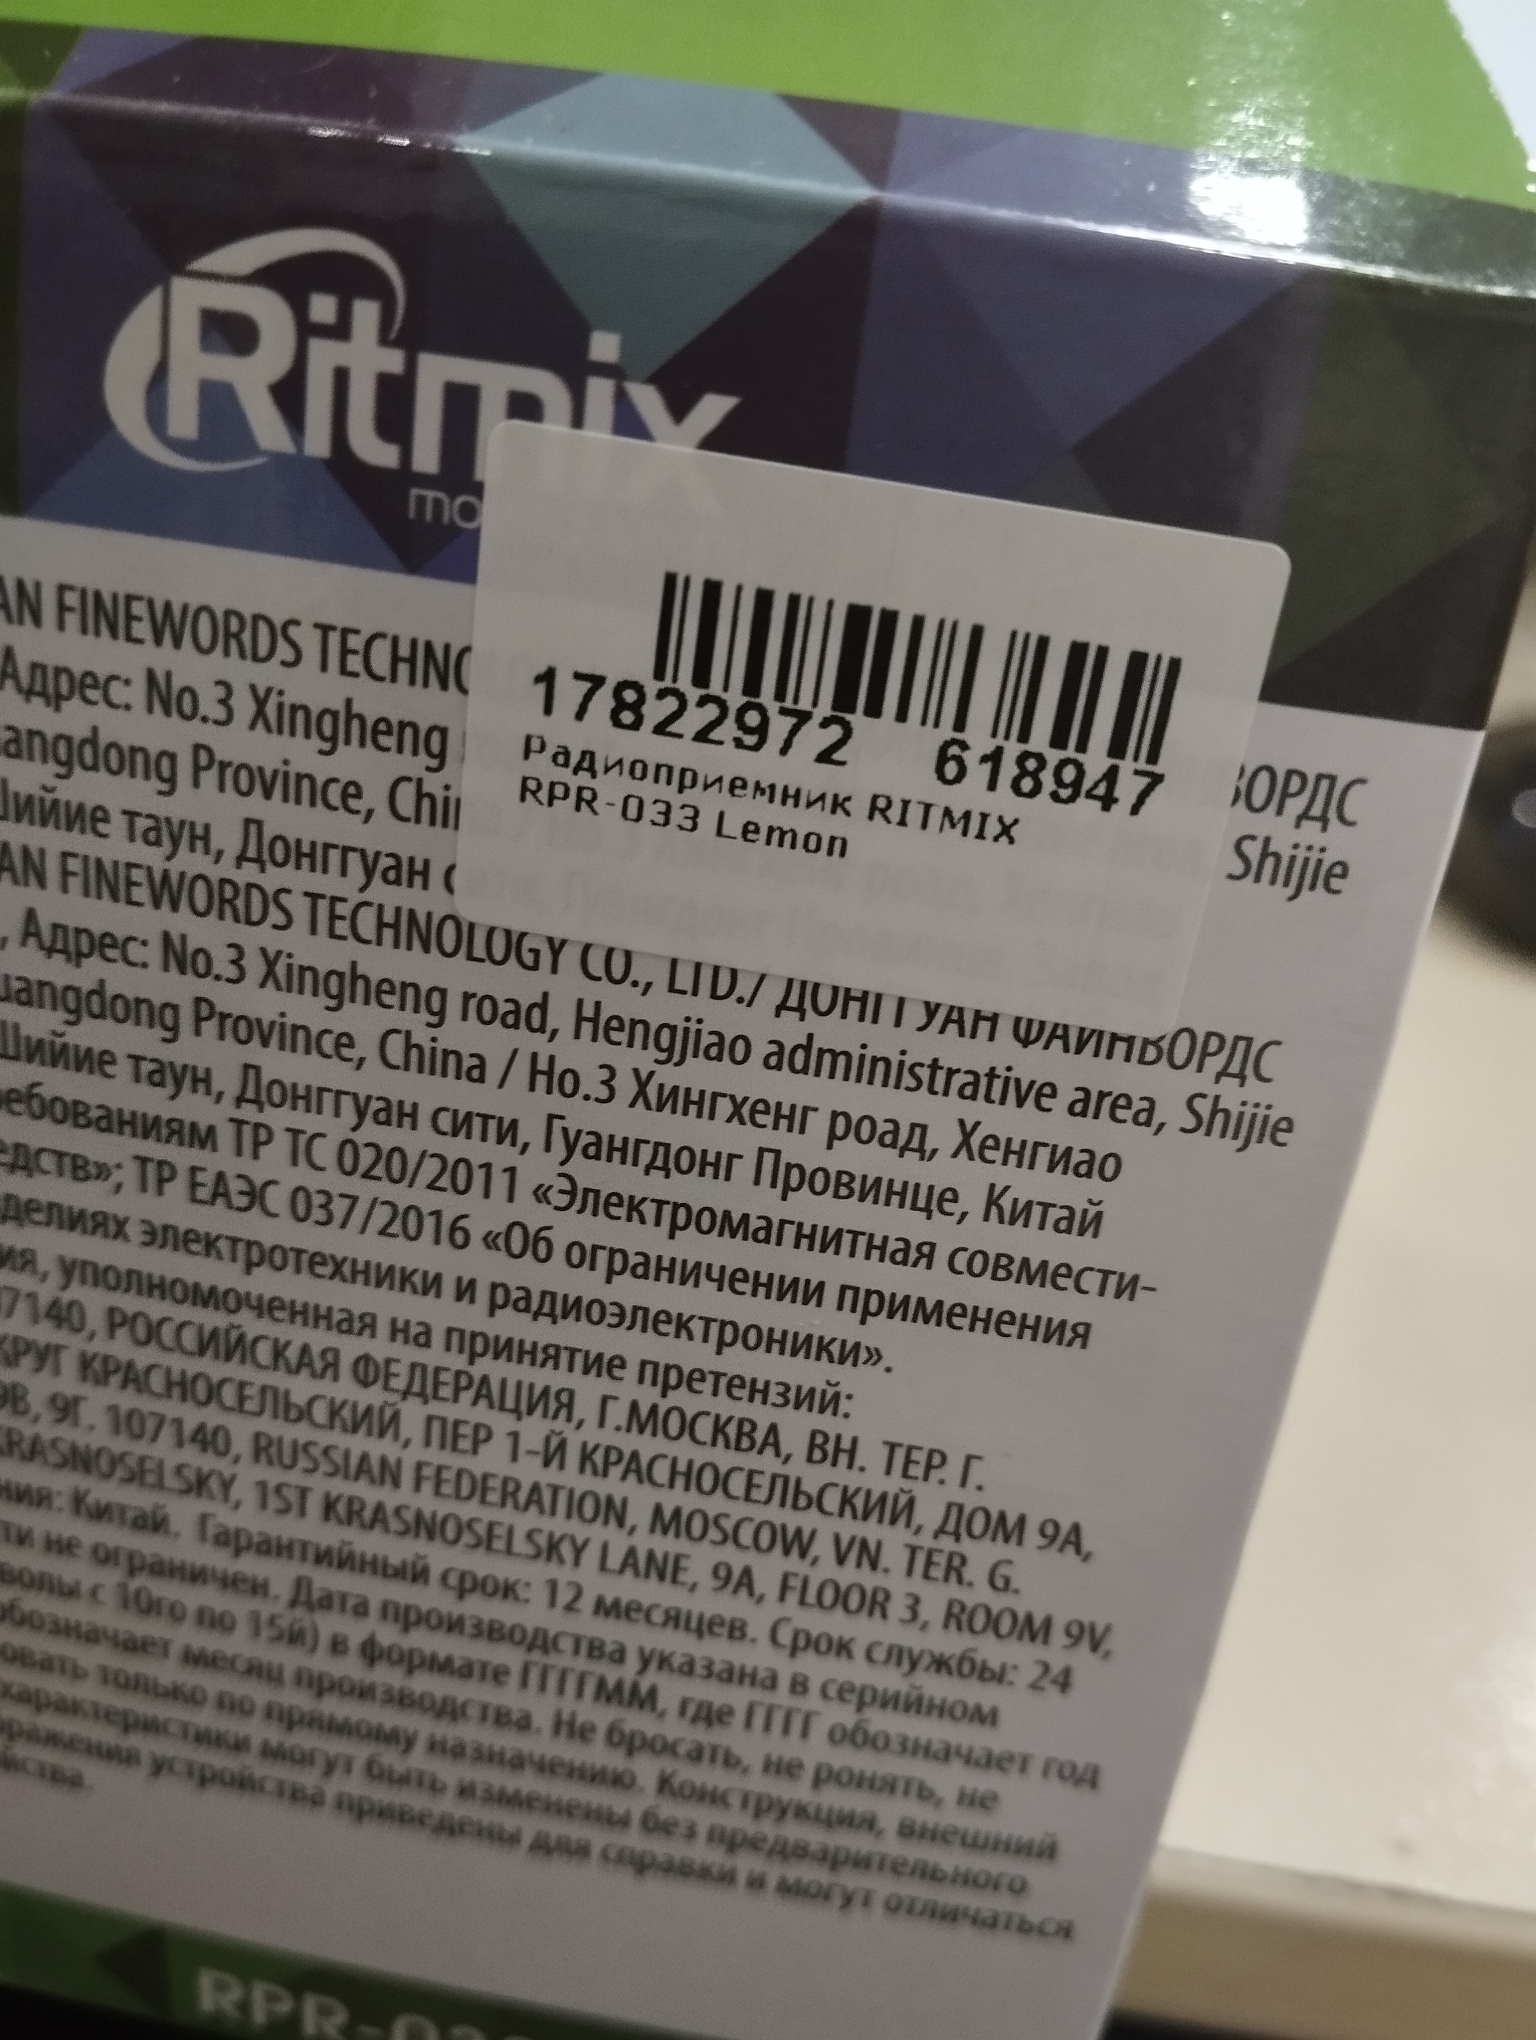 Ritmix
17822972 618947
Радиоприемник RITMIX
RPR-033 Lemon
AN FINEWORDS TECHNO
ВОРДС
Адрес: No.3 Xingheng
Shijie
angdong Province, Chi
Шийие таун, Донггуан
AN FINEWORDS TECHNOLOGY CO., LTD./ ДОНГГУАН ФАЙНВОРДС
, Адрес: No.3 Xingheng road, Hengjiao administrative area, Shijie
uangdong Province, China / Но.3 Хингхенг роад, Хенгиао
Шийие таун, Донггуан сити, Гуангдонг Провинце, Китай
ребованиям ТР ТС 020/2011 «Электромагнитная совмести-
едств»; ТР ЕАЭС 037/2016 «Об ограничении применения
зделиях электротехники и радиоэлектроники».
ия, уполномоченная на принятие претензий:
07140, РОССИЙСКАЯ ФЕДЕРАЦИЯ, Г.МОСКВА, ВН. ТЕР. Г.
КРУГ КРАСНОСЕЛЬСКИЙ, ПЕР 1-Й КРАСНОСЕЛЬСКИЙ, ДОМ 9А,
9В, 9Г. 107140, RUSSIAN FEDERATION, MOSCOW, VN. TER. G.
KRASNOSELSKY, 1ST KRASNOSELSKY LANE, 9A, FLOOR 3, ROOM 9V,
ния: Китай. Гарантийный срок: 12 месяцев. Срок службы: 24
ти не ограничен. Дата производства указана в серийном
волы с 10го по 15й) в формате ГГГГММ, где ГГГГ обозначает год
обозначает месяц производства. Не бросать, не ронять, не
овать только по прямому назначению. Конструкция, внешний
характеристики могут быть изменены без предварительного
бражения устройства приведены для справки и могут отличаться
йства.